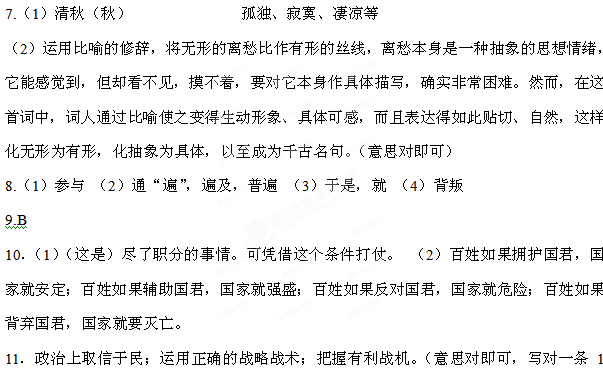 7.（1）清秋（秋） 孤独、寂寞、凄凉等
（2）运用比喻的修辞，将无形的离愁比作有形的丝线，离愁本身是一种抽象的思想情绪，
它能感觉到，但却看不见，摸不着，要对它本身作具体描写，确实非常困难。然而，在这
首词中，词人通过比喻使之变得生动形象、具体可感，而且表达得如此贴切、自然，这样
化无形为有形，化抽象为具体，以至成为千古名句。（意思对即可）
8.（1）参与 （2）通“遍”，遍及，普遍 （3）于是，就 （4）背叛
9.B
10．（1）（这是）尽了职分的事情。可凭借这个条件打仗。 （2）百姓如果拥护国君，国
家就安定；百姓如果辅助国君，国家就强盛；百姓如果反对国君，国家就危险；百姓如果
背弃国君，国家就要灭亡。
11．政治上取信于民；运用正确的战略战术；把握有利战机。（意思对即可，写对一条 1